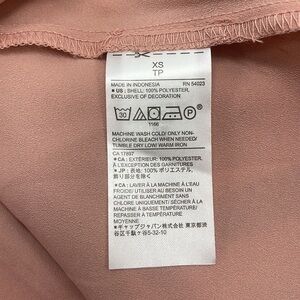 XS
TP
MADE IN INDONESIA RN 54023
* US : SHELL: 100% POLYESTER,
EXCLUSIVE OF DECORATION
30 P
1166
MACHINE WASH COLD/ ONLY NON-
CHLORINE BLEACH WHEN NEEDED/
TUMBLE DRY LOW/ WARM IRON
CA 17897
* CA : EXTÉRIEUR: 100% POLYESTER,
À L'EXCEPTION DES GARNITURES
* JP : 表地: 100% ポリエステル,
飾り部分を除く
* CA : LAVER À LA MACHINE À L'EAU
FROIDE/ AU BESOIN UTILISER UN
AGENT DE BLANCHIMENT SANS
CHLORE UNIQUEMENT/ SÉCHER À LA
MACHINE À BASSE TEMPÉRATURE/
REPASSER À TEMPÉRATURE
MOYENNE
* ギャップジャパン株式会社 東京都渋
谷区千駄ヶ谷5-32-10